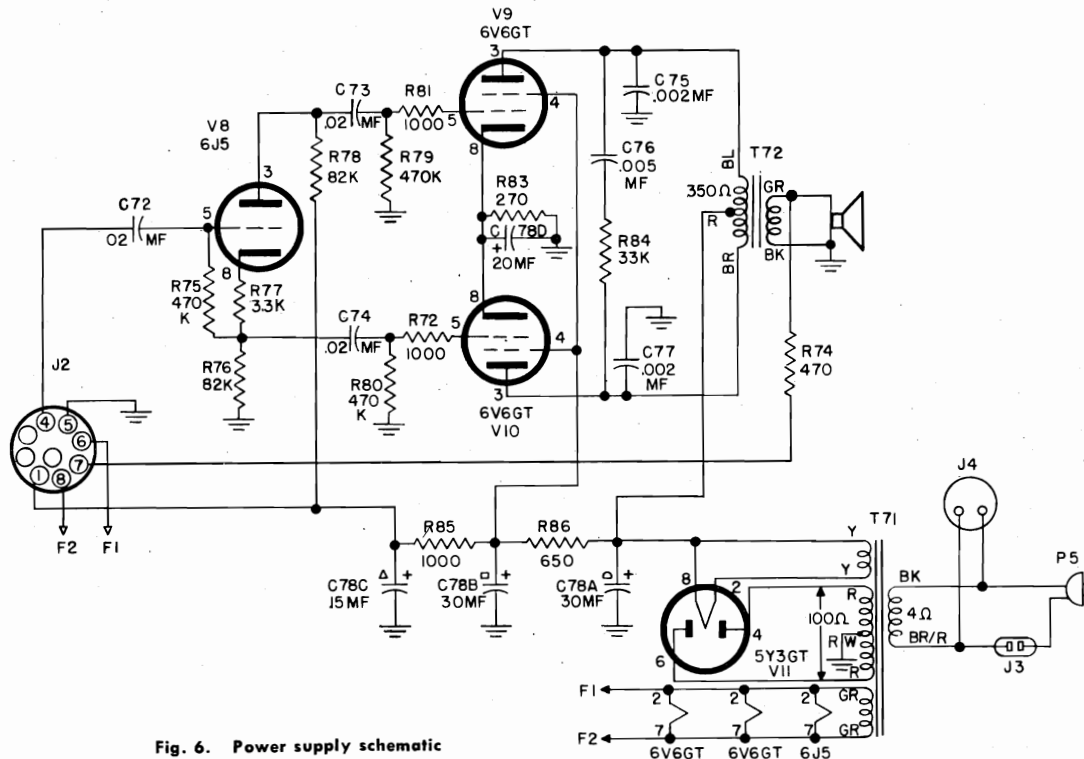 V9
6V6GT
3
4
5
8
C73
.02 MF
R81
1000
R78
82K
R79
470K
V8
6J5
3
5
8
C72
02 MF
R75
470
K
R77
3.3K
R76
82K
R83
270
C 78D
+
20MF
C74
.02 MF
R72
1000
R80
470
K
8
5
4
3
6V6GT
V10
C75
.002MF
C76
.005
MF
R84
33K
C77
.002
MF
T72
BL
350Ω
R
BR
GR
BK
R74
470
J2
4
5
6
7
1
8
F2
F1
R85
1000
R86
650
C78C
15MF
+
C78B
30MF
+
C78A
30MF
+
T71
Y
Y
8
2
4
6
R
100Ω
R W
R
5Y3GT
V11
BK
4Ω
BR/R
J4
P5
J3
F1
F2
2
7
6V6GT
2
7
6V6GT
2
7
6J5
GR
GR
Fig. 6. Power supply schematic